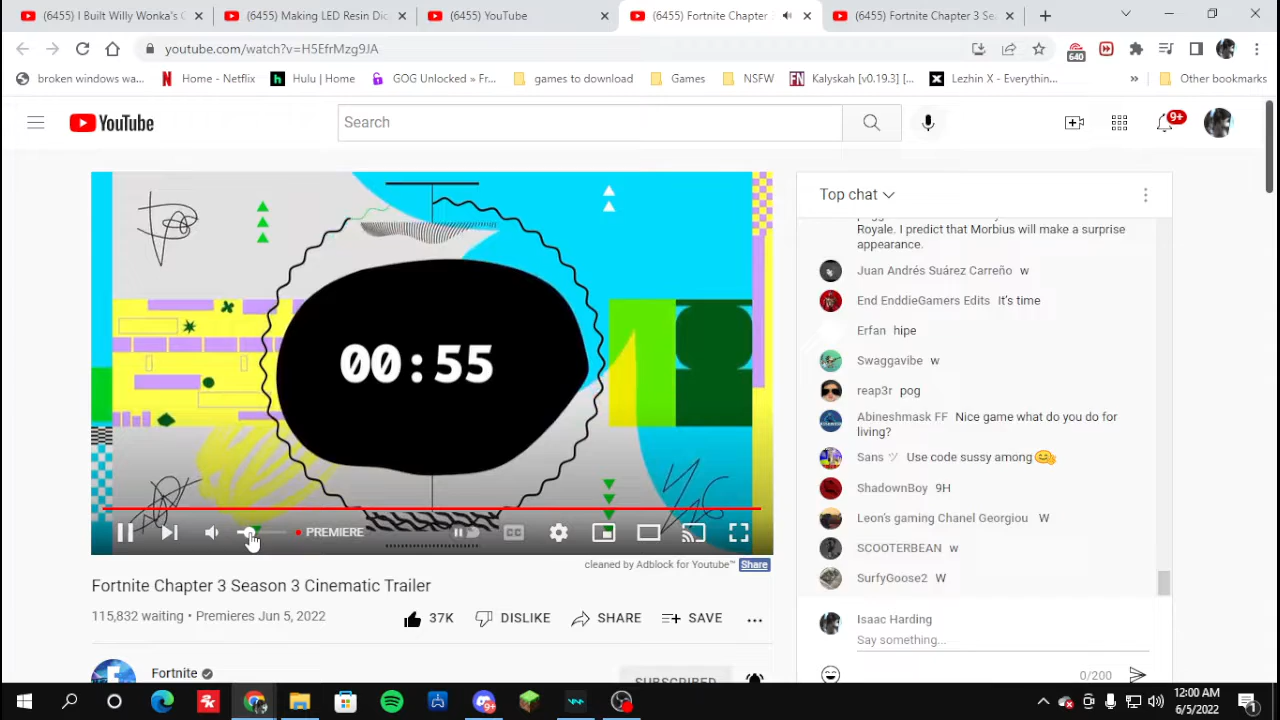 (6455) I Built Willy Wonka's C
(6455) Making LED Resin Dic
(6455) YouTube
(6455) Fortnite Chapter
(6455) Fortnite Chapter 3 Se
youtube.com/watch?v=H5EfrMzg9JA
640
broken windows wa...
Home - Netflix
Hulu | Home
GOG Unlocked » Fr...
games to download
Games
NSFW
Kalyskah [v0.19.3] [...
Lezhin X - Everythin...
»
Other bookmarks
YouTube
Search
9+
Top chat
Royale. I predict that Morbius will make a surprise
appearance.
Juan Andrés Suárez Carreño w
End EnddieGamers Edits It's time
Erfan hipe
Swaggavibe w
reap3r pog
Abineshmask FF Nice game what do you do for
living?
Sans ツ Use code sussy among
ShadownBoy 9H
Leon's gaming Chanel Georgiou W
SCOOTERBEAN w
SurfyGoose2 W
Isaac Harding
Say something...
0/200
00:55
PREMIERE
CC
cleaned by Adblock for Youtube™ Share
Fortnite Chapter 3 Season 3 Cinematic Trailer
115,832 waiting • Premieres Jun 5, 2022
37K
DISLIKE
SHARE
SAVE
Fortnite
SUBSCRIBED
12:00 AM
6/5/2022